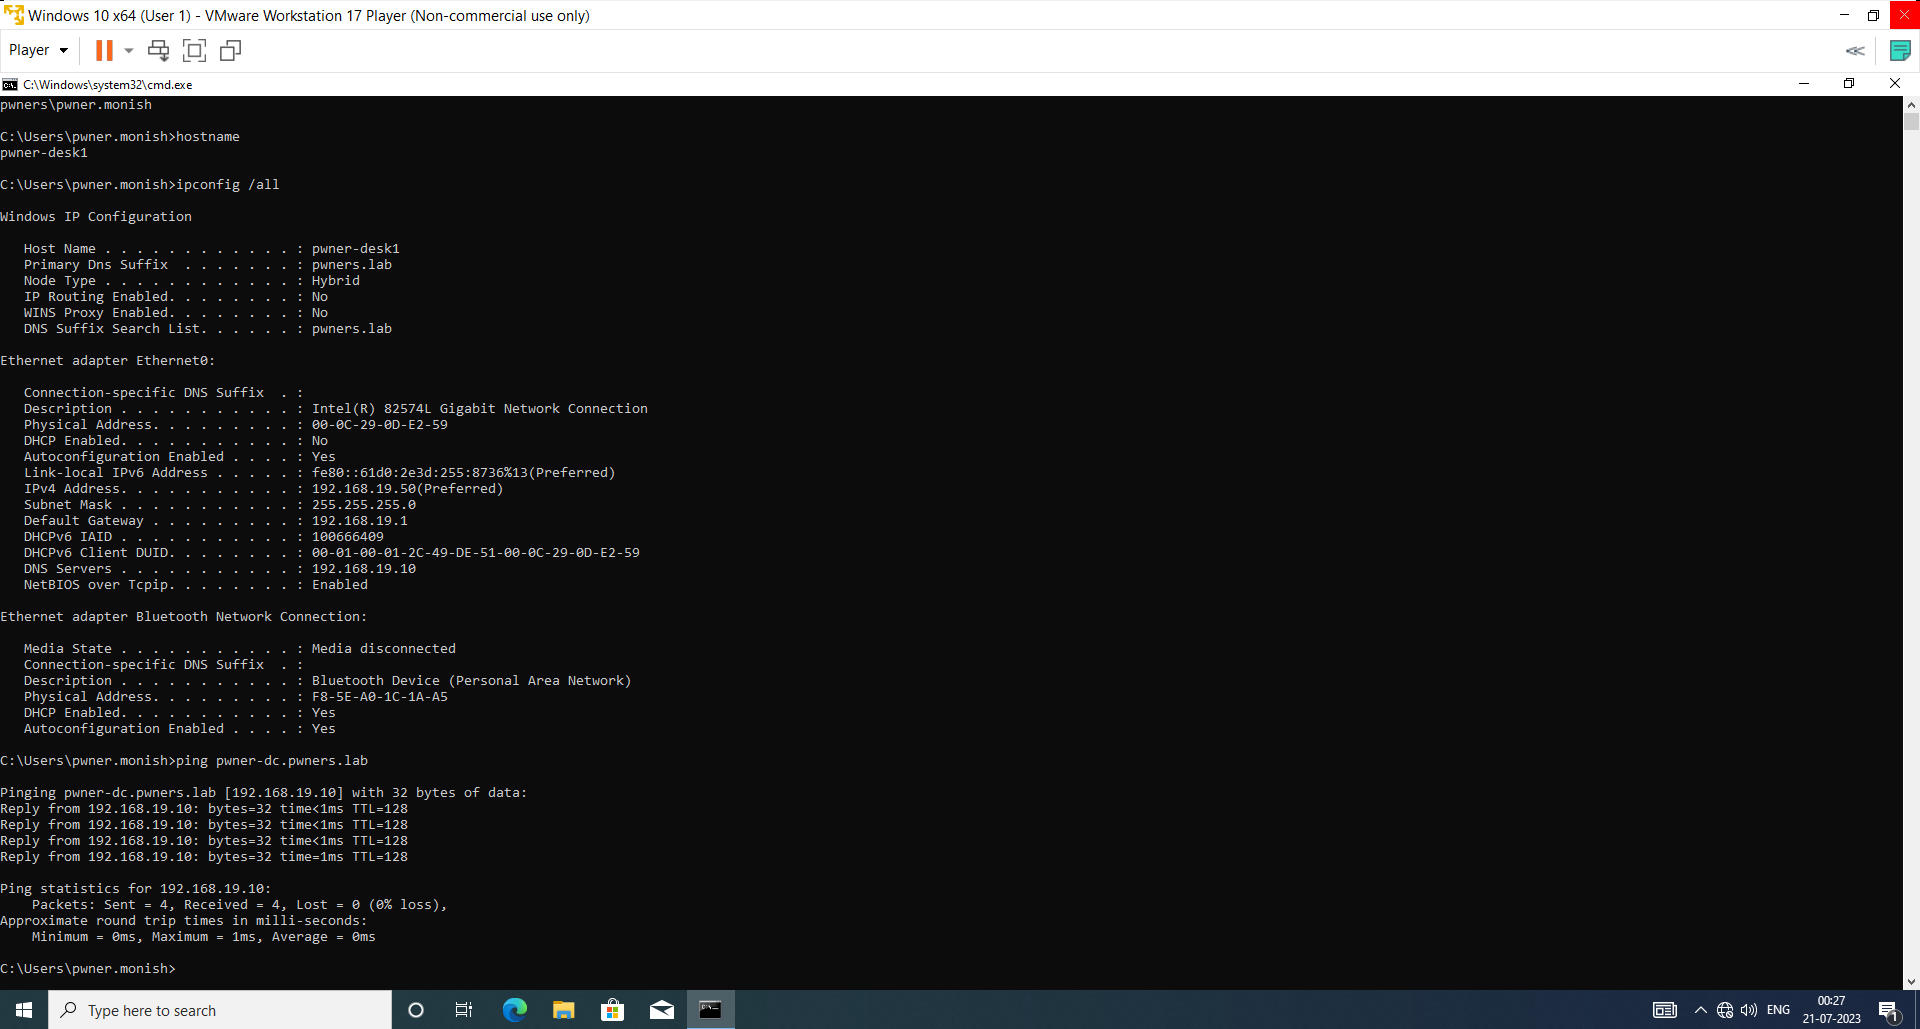 Windows 10 x64 (User 1) - VMware Workstation 17 Player (Non-commercial use only)
Player
C:\Windows\system32\cmd.exe
pwners\pwner.monish
C:\Users\pwner.monish>hostname
pwner-desk1
C:\Users\pwner.monish>ipconfig /all
Windows IP Configuration
   Host Name . . . . . . . . . . . . : pwner-desk1
   Primary Dns Suffix  . . . . . . . : pwners.lab
   Node Type . . . . . . . . . . . . : Hybrid
   IP Routing Enabled. . . . . . . . : No
   WINS Proxy Enabled. . . . . . . . : No
   DNS Suffix Search List. . . . . . : pwners.lab
Ethernet adapter Ethernet0:
   Connection-specific DNS Suffix  . :
   Description . . . . . . . . . . . : Intel(R) 82574L Gigabit Network Connection
   Physical Address. . . . . . . . . : 00-0C-29-0D-E2-59
   DHCP Enabled. . . . . . . . . . . : No
   Autoconfiguration Enabled . . . . : Yes
   Link-local IPv6 Address . . . . . : fe80::61d0:2e3d:255:8736%13(Preferred)
   IPv4 Address. . . . . . . . . . . : 192.168.19.50(Preferred)
   Subnet Mask . . . . . . . . . . . : 255.255.255.0
   Default Gateway . . . . . . . . . : 192.168.19.1
   DHCPv6 IAID . . . . . . . . . . . : 100666409
   DHCPv6 Client DUID. . . . . . . . : 00-01-00-01-2C-49-DE-51-00-0C-29-0D-E2-59
   DNS Servers . . . . . . . . . . . : 192.168.19.10
   NetBIOS over Tcpip. . . . . . . . : Enabled
Ethernet adapter Bluetooth Network Connection:
   Media State . . . . . . . . . . . : Media disconnected
   Connection-specific DNS Suffix  . :
   Description . . . . . . . . . . . : Bluetooth Device (Personal Area Network)
   Physical Address. . . . . . . . . : F8-5E-A0-1C-1A-A5
   DHCP Enabled. . . . . . . . . . . : Yes
   Autoconfiguration Enabled . . . . : Yes
C:\Users\pwner.monish>ping pwner-dc.pwners.lab
Pinging pwner-dc.pwners.lab [192.168.19.10] with 32 bytes of data:
Reply from 192.168.19.10: bytes=32 time<1ms TTL=128
Reply from 192.168.19.10: bytes=32 time<1ms TTL=128
Reply from 192.168.19.10: bytes=32 time<1ms TTL=128
Reply from 192.168.19.10: bytes=32 time=1ms TTL=128
Ping statistics for 192.168.19.10:
    Packets: Sent = 4, Received = 4, Lost = 0 (0% loss),
Approximate round trip times in milli-seconds:
    Minimum = 0ms, Maximum = 1ms, Average = 0ms
C:\Users\pwner.monish>
Type here to search
ENG
00:27
21-07-2023
1